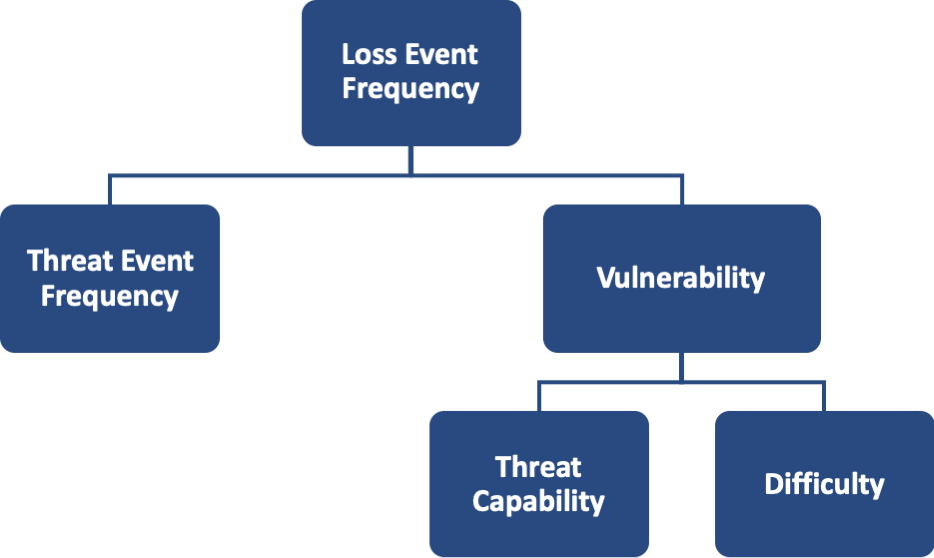 Loss Event
Frequency
Threat Event
Frequency
Vulnerability
Threat
Capability
Difficulty